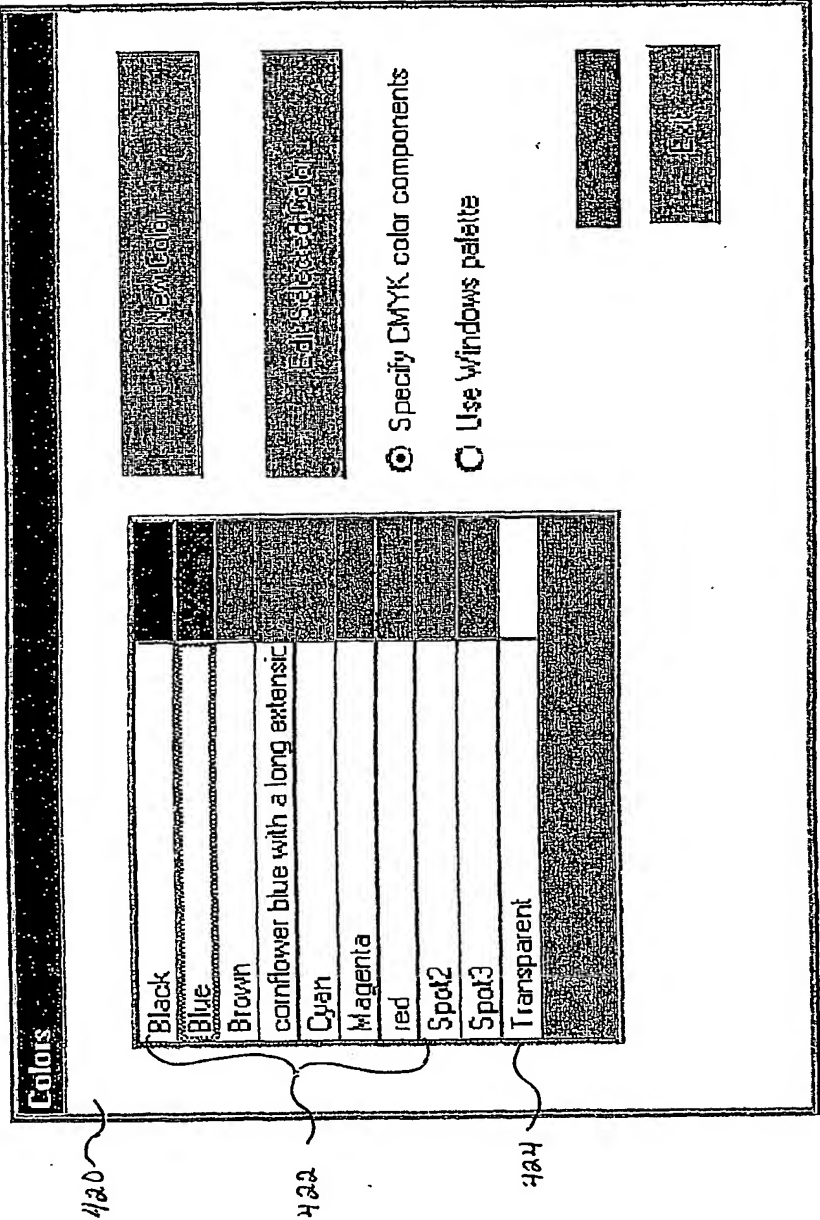 Colors
420
Black
Blue
Brown
cornflower blue with a long extensic
Cyan
Magenta
red
Spot2
Spot3
Transparent
422
424
New Color
Edit Selected Color
Specify CMYK color components
Use Windows palette
Exit